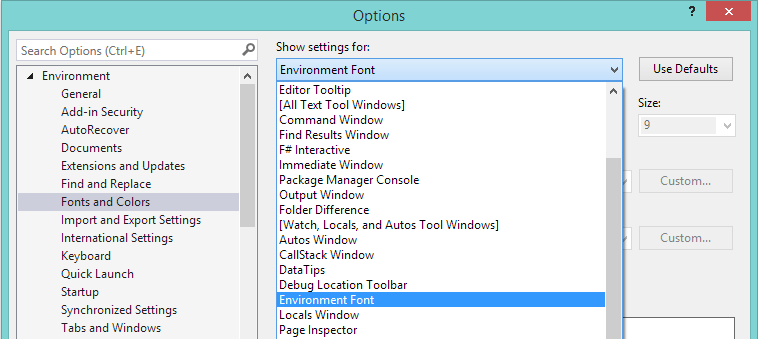 Options
?
Search Options (Ctrl+E)
Environment
General
Add-in Security
AutoRecover
Documents
Extensions and Updates
Find and Replace
Fonts and Colors
Import and Export Settings
International Settings
Keyboard
Quick Launch
Startup
Synchronized Settings
Tabs and Windows
Show settings for:
Environment Font
Use Defaults
Editor Tooltip
[All Text Tool Windows]
Command Window
Find Results Window
F# Interactive
Immediate Window
Package Manager Console
Output Window
Folder Difference
[Watch, Locals, and Autos Tool Windows]
Autos Window
CallStack Window
DataTips
Debug Location Toolbar
Environment Font
Locals Window
Page Inspector
Size:
9
Custom...
Custom...